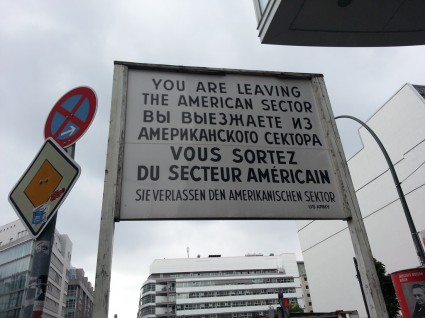 YOU ARE LEAVING
THE AMERICAN SECTOR
ВЫ ВЫЕЗЖАЕТЕ ИЗ
АМЕРИКАНСКОГО СЕКТОРА
VOUS SORTEZ
DU SECTEUR AMÉRICAIN
SIE VERLASSEN DEN AMERIKANISCHEN SEKTOR
US ARMY